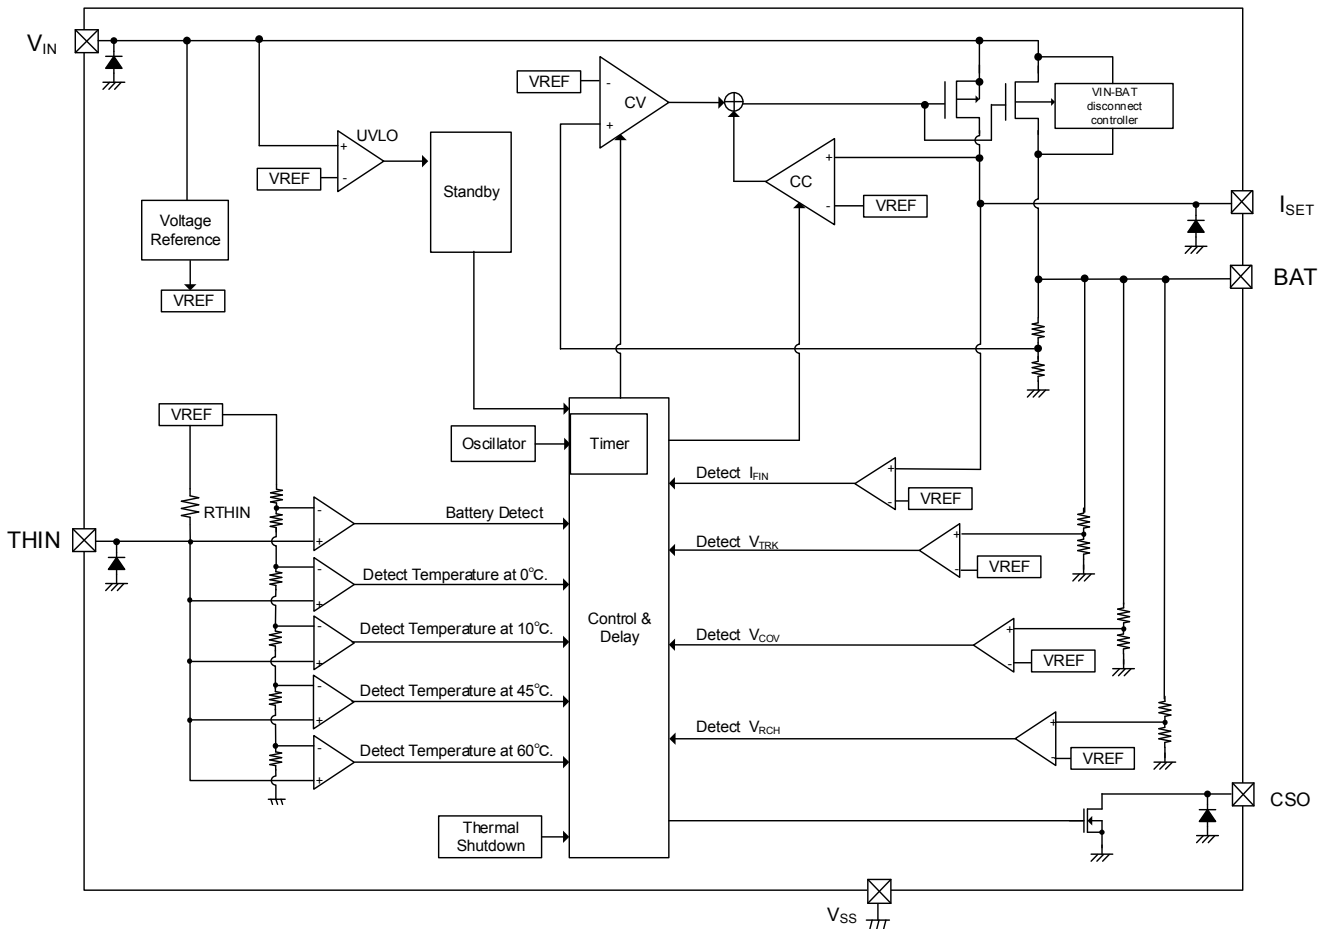 VIN
VREF
-
CV
+
VIN-BAT
disconnect
controller
UVLO
+
-
VREF
Standby
+
CC
-
VREF
ISET
Voltage
Reference
VREF
BAT
VREF
RTHIN
THIN
Oscillator
Timer
Control &
Delay
-
+
Battery Detect
-
+
Detect Temperature at 0°C.
-
+
Detect Temperature at 10°C.
-
+
Detect Temperature at 45°C.
-
+
Detect Temperature at 60°C.
Thermal
Shutdown
Detect IFIN
+
-
VREF
Detect VTRK
+
-
VREF
Detect VCOV
+
-
VREF
Detect VRCH
+
-
VREF
CSO
VSS